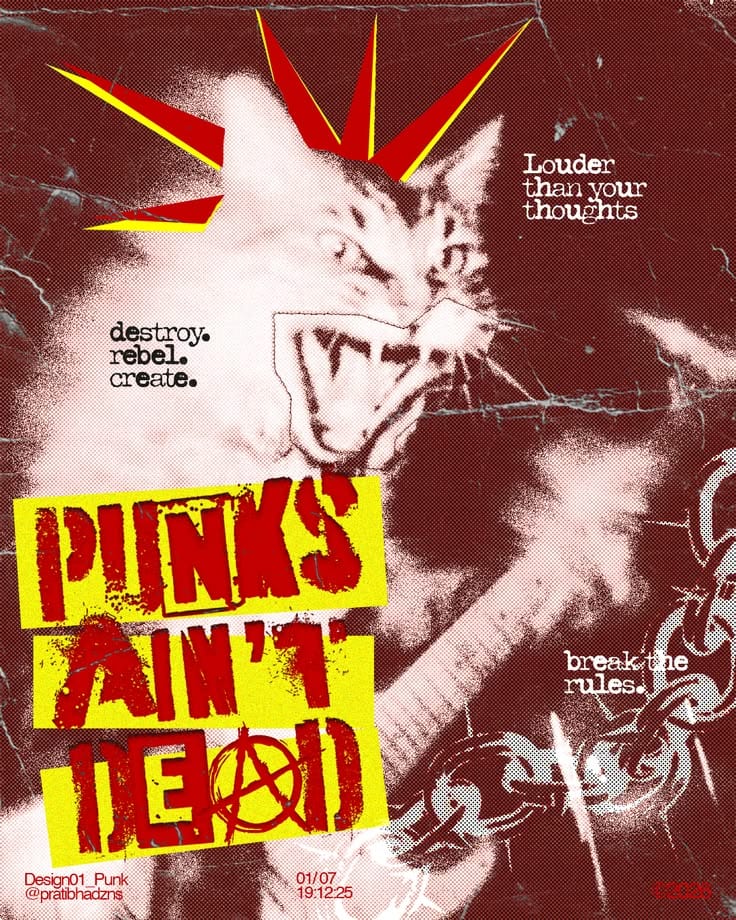 Louder
than your
thoughts
destroy.
rebel.
create.
PUNKS
AIN'T
DEAD
break the
rules.
Design01_Punk
@pratibhadzns
01/07
19:12:25